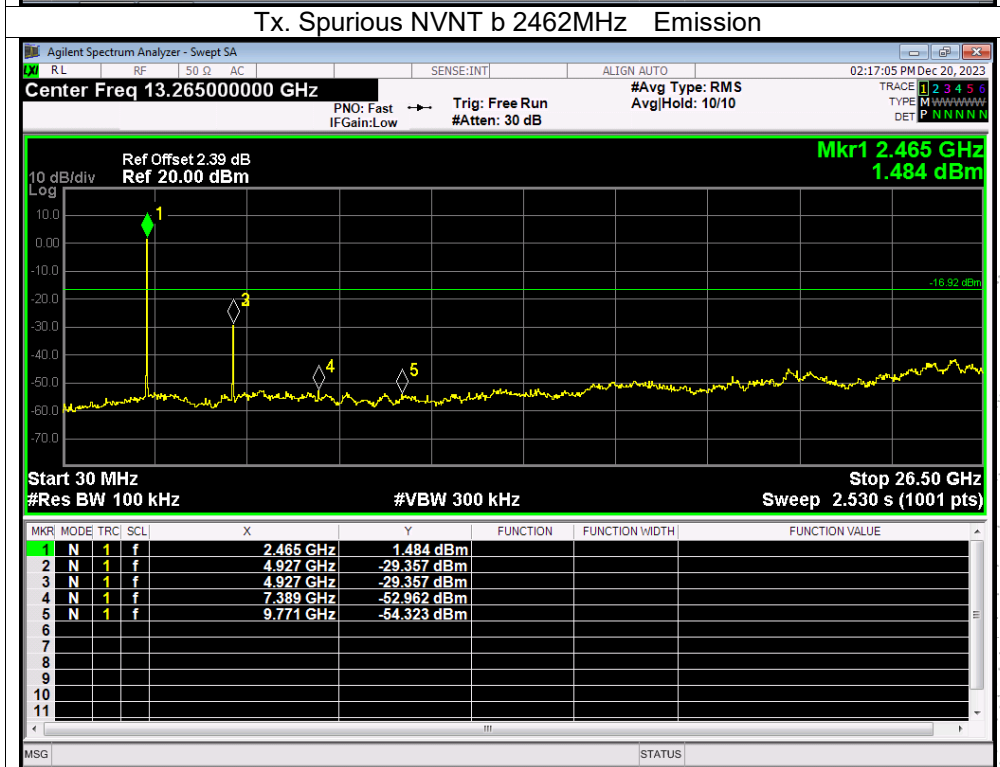 Tx. Spurious NVNT b 2462MHz Emission
Agilent Spectrum Analyzer - Swept SA
LXI RL RF 50 Ω AC SENSE:INT ALIGN AUTO 02:17:05 PM Dec 20, 2023
Center Freq 13.265000000 GHz #Avg Type: RMS TRACE 1 2 3 4 5 6
PNO: Fast Trig: Free Run Avg|Hold: 10/10 TYPE M WWWWW
IFGain:Low #Atten: 30 dB DET P N N N N N
Ref Offset 2.39 dB Mkr1 2.465 GHz
10 dB/div Ref 20.00 dBm 1.484 dBm
Log
10.0
1
0.00
-10.0
-16.92 dBm
-20.0
-30.0
-40.0
4
5
-50.0
-60.0
-70.0
Start 30 MHz Stop 26.50 GHz
#Res BW 100 kHz #VBW 300 kHz Sweep 2.530 s (1001 pts)
MKR MODE TRC SCL X Y FUNCTION FUNCTION WIDTH FUNCTION VALUE
1 N 1 f 2.465 GHz 1.484 dBm
2 N 1 f 4.927 GHz -29.357 dBm
3 N 1 f 4.927 GHz -29.357 dBm
4 N 1 f 7.389 GHz -52.962 dBm
5 N 1 f 9.771 GHz -54.323 dBm
6
7
8
9
10
11
MSG STATUS